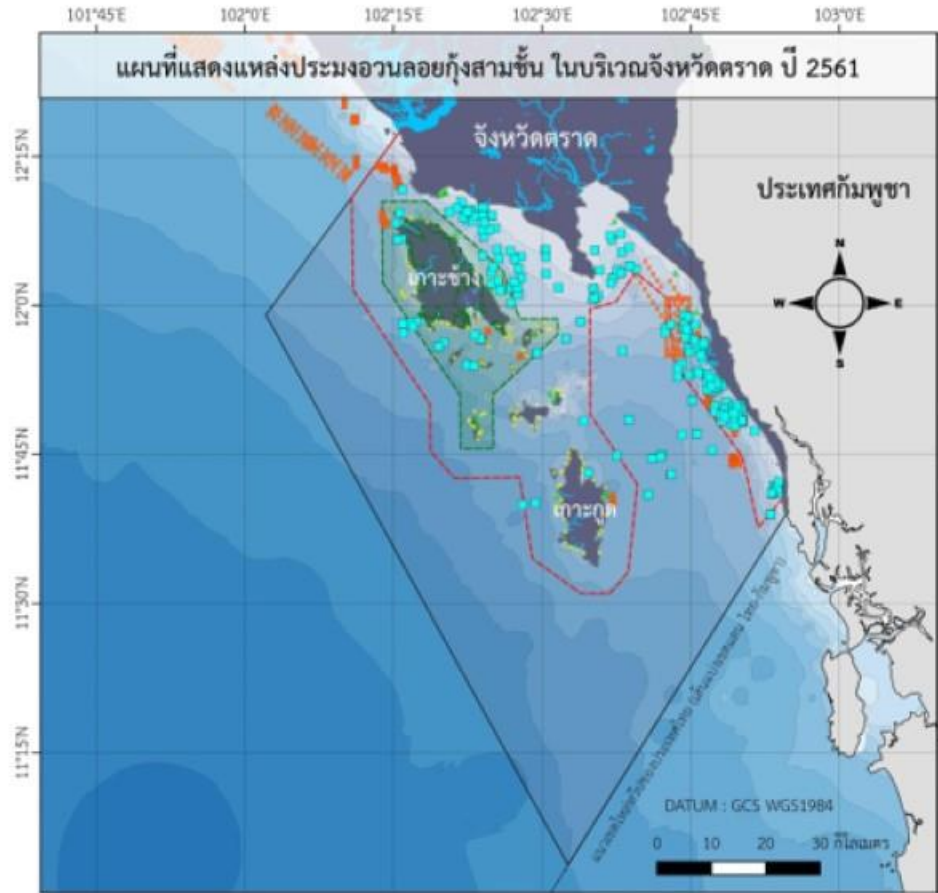 101°45'E 102°0'E 102°15'E 102°30'E 102°45'E 103°0'E
แผนที่แสดงแหล่งประมงอวนลอยกุ้งสามชั้น ในบริเวณจังหวัดตราด ปี 2561
จังหวัดตราด
12°15'N
ประเทศกัมพูชา
N
เกาะช้าง
W E
12°0'N
S
11°45'N
เกาะกูด
11°30'N
11°15'N
DATUM : GCS WGS1984
0 10 20 30 กิโลเมตร